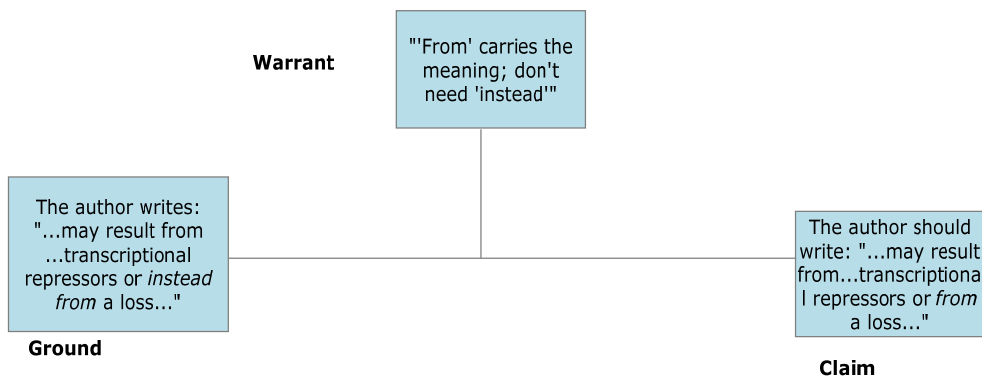 Warrant
"'From' carries the
meaning; don't
need 'instead'"
The author writes:
"...may result from
...transcriptional
repressors or instead
from a loss..."
Ground
The author should
write: "...may result
from...transcriptiona
l repressors or from
a loss..."
Claim